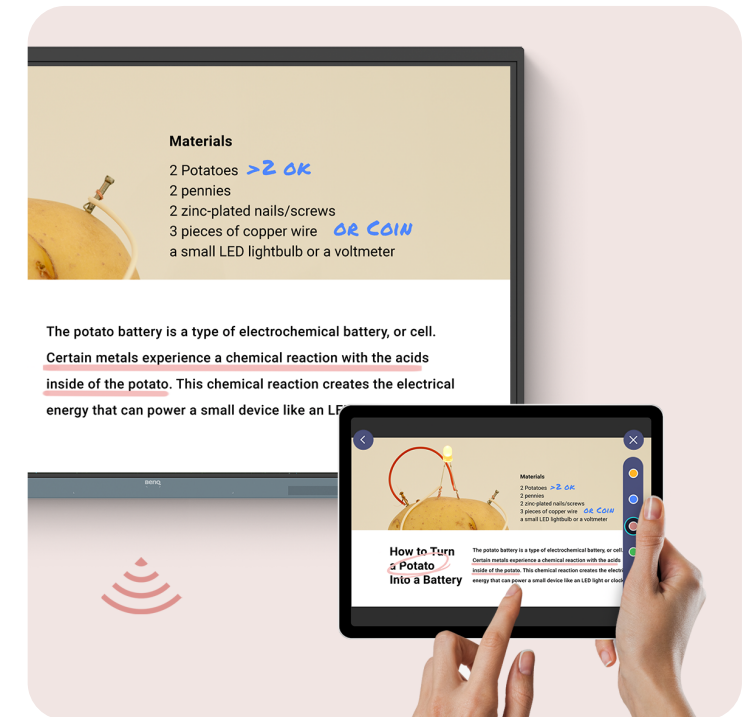 Materials
2 Potatoes >2 OK
2 pennies
2 zinc-plated nails/screws
3 pieces of copper wire OR COIN
a small LED lightbulb or a voltmeter
The potato battery is a type of electrochemical battery, or cell.
Certain metals experience a chemical reaction with the acids
inside of the potato. This chemical reaction creates the electrical
energy that can power a small device like an
BenQ
Materials
2 Potatoes >2 OK
2 pennies
2 zinc-plated nails/screws
3 pieces of copper wire OR COIN
a small LED lightbulb or a voltmeter
How to Turn
a Potato
Into a Battery
The potato battery is a type of electrochemical battery, or cell.
Certain metals experience a chemical reaction with the acids
inside of the potato. This chemical reaction creates the
energy that can power a small device like an LED light or